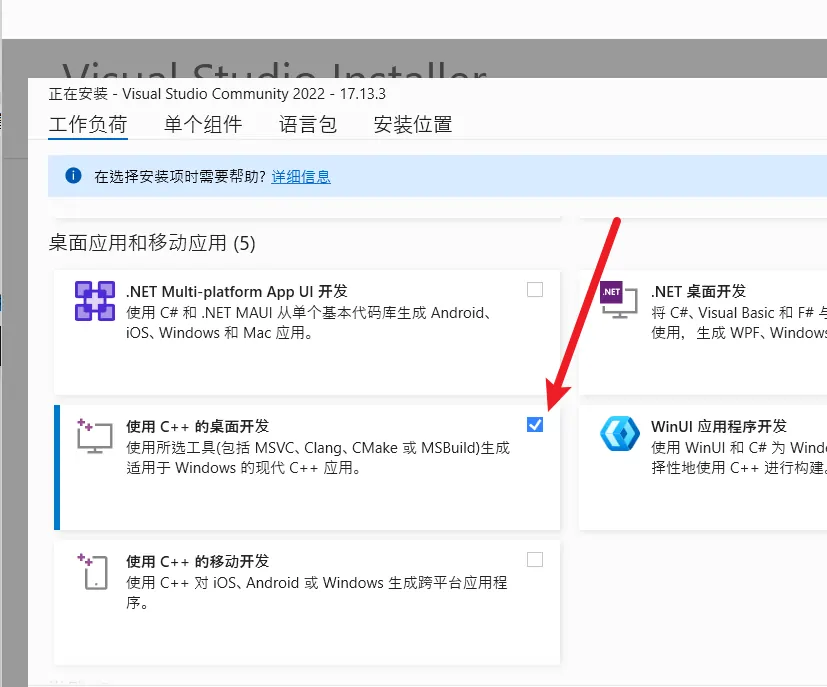 Visual Studio Installer
正在安装 - Visual Studio Community 2022 - 17.13.3
工作负荷 单个组件 语言包 安装位置
在选择安装项时需要帮助? 详细信息
桌面应用和移动应用 (5)
.NET Multi-platform App UI 开发
使用 C# 和 .NET MAUI 从单个基本代码库生成 Android、
iOS、Windows 和 Mac 应用。
.NET
.NET 桌面开发
将 C#、Visual Basic 和 F# 与
使用，生成 WPF、Windows
使用 C++ 的桌面开发
使用所选工具(包括 MSVC、Clang、CMake 或 MSBuild)生成
适用于 Windows 的现代 C++ 应用。
WinUI 应用程序开发
使用 WinUI 和 C# 为
择性地使用 C++ 进行构建。
使用 C++ 的移动开发
使用 C++ 对 iOS、Android 或 Windows 生成跨平台应用程
序。